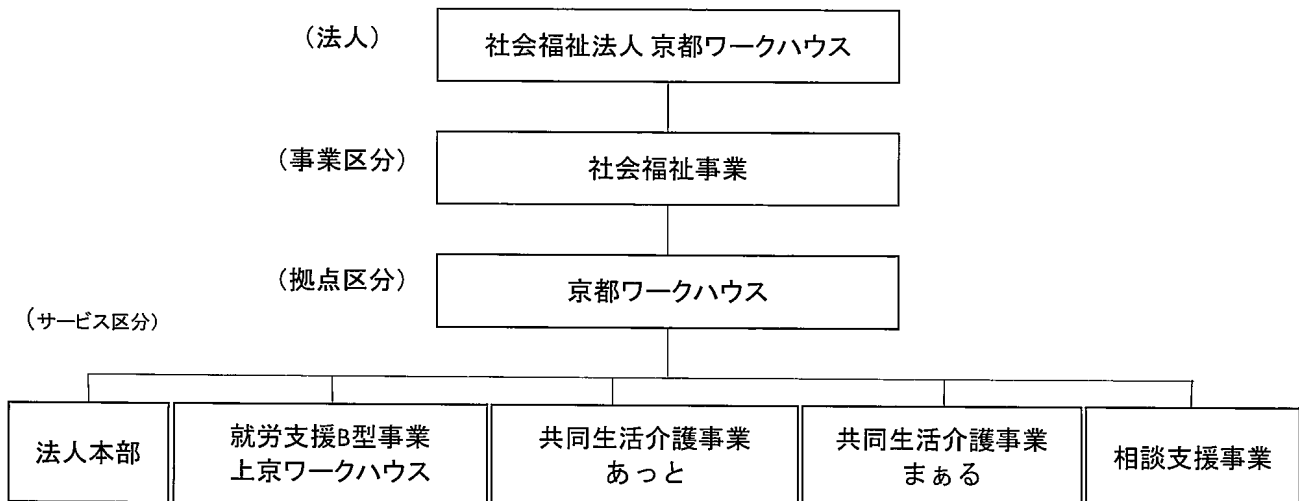 (法人)
社会福祉法人 京都ワークハウス
(事業区分)
社会福祉事業
(拠点区分)
京都ワークハウス
(サービス区分)
法人本部
就労支援B型事業
上京ワークハウス
共同生活介護事業
あっと
共同生活介護事業
まぁる
相談支援事業